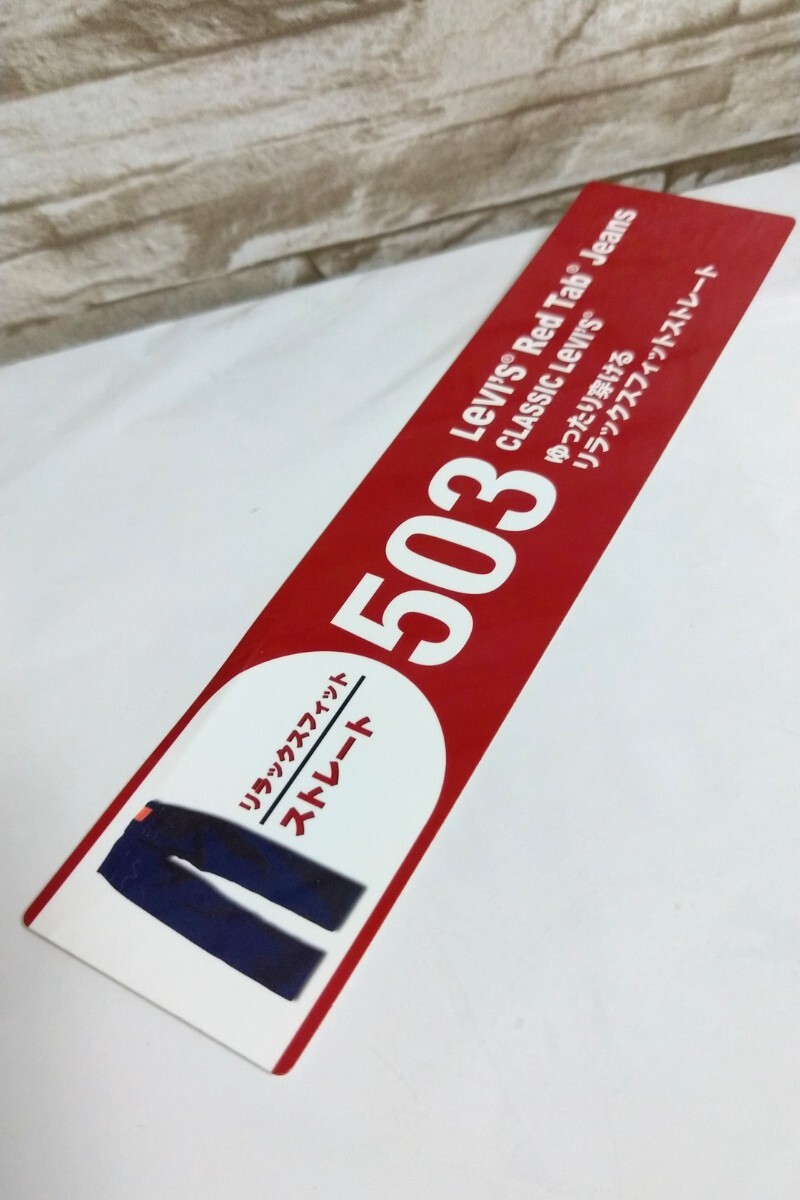 リラックスフィット
ストレート
503
Levi's® Red Tab® Jeans
CLASSIC Levi's®
ゆったり穿ける
リラックスフィットストレート